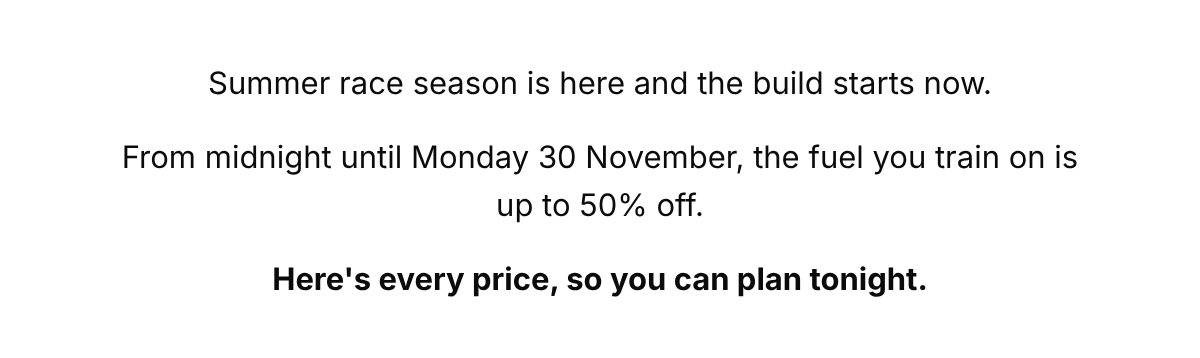 Summer race season is here and the build starts now.
From midnight until Monday 30 November, the fuel you train on is
up to 50% off.
Here's every price, so you can plan tonight.